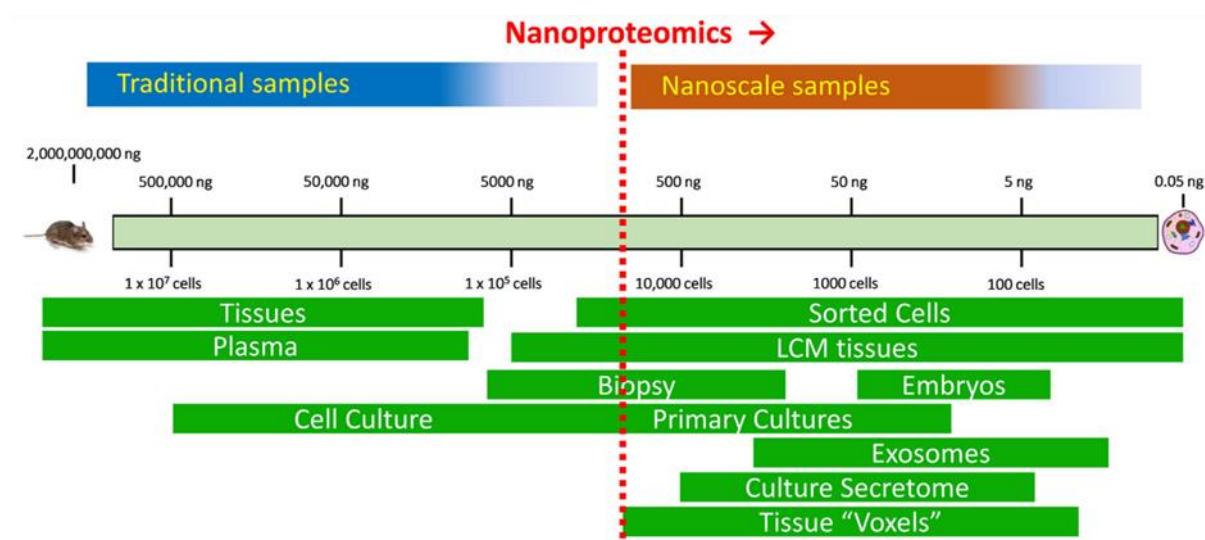 Nanoproteomics →
Traditional samples
Nanoscale samples
2,000,000,000 ng
500,000 ng
50,000 ng
5000 ng
500 ng
50 ng
5 ng
0.05 ng
1 x 10⁷ cells
1 x 10⁶ cells
1 x 10⁵ cells
10,000 cells
1000 cells
100 cells
Tissues
Sorted Cells
Plasma
LCM tissues
Biopsy
Embryos
Cell Culture
Primary Cultures
Exosomes
Culture Secretome
Tissue “Voxels”